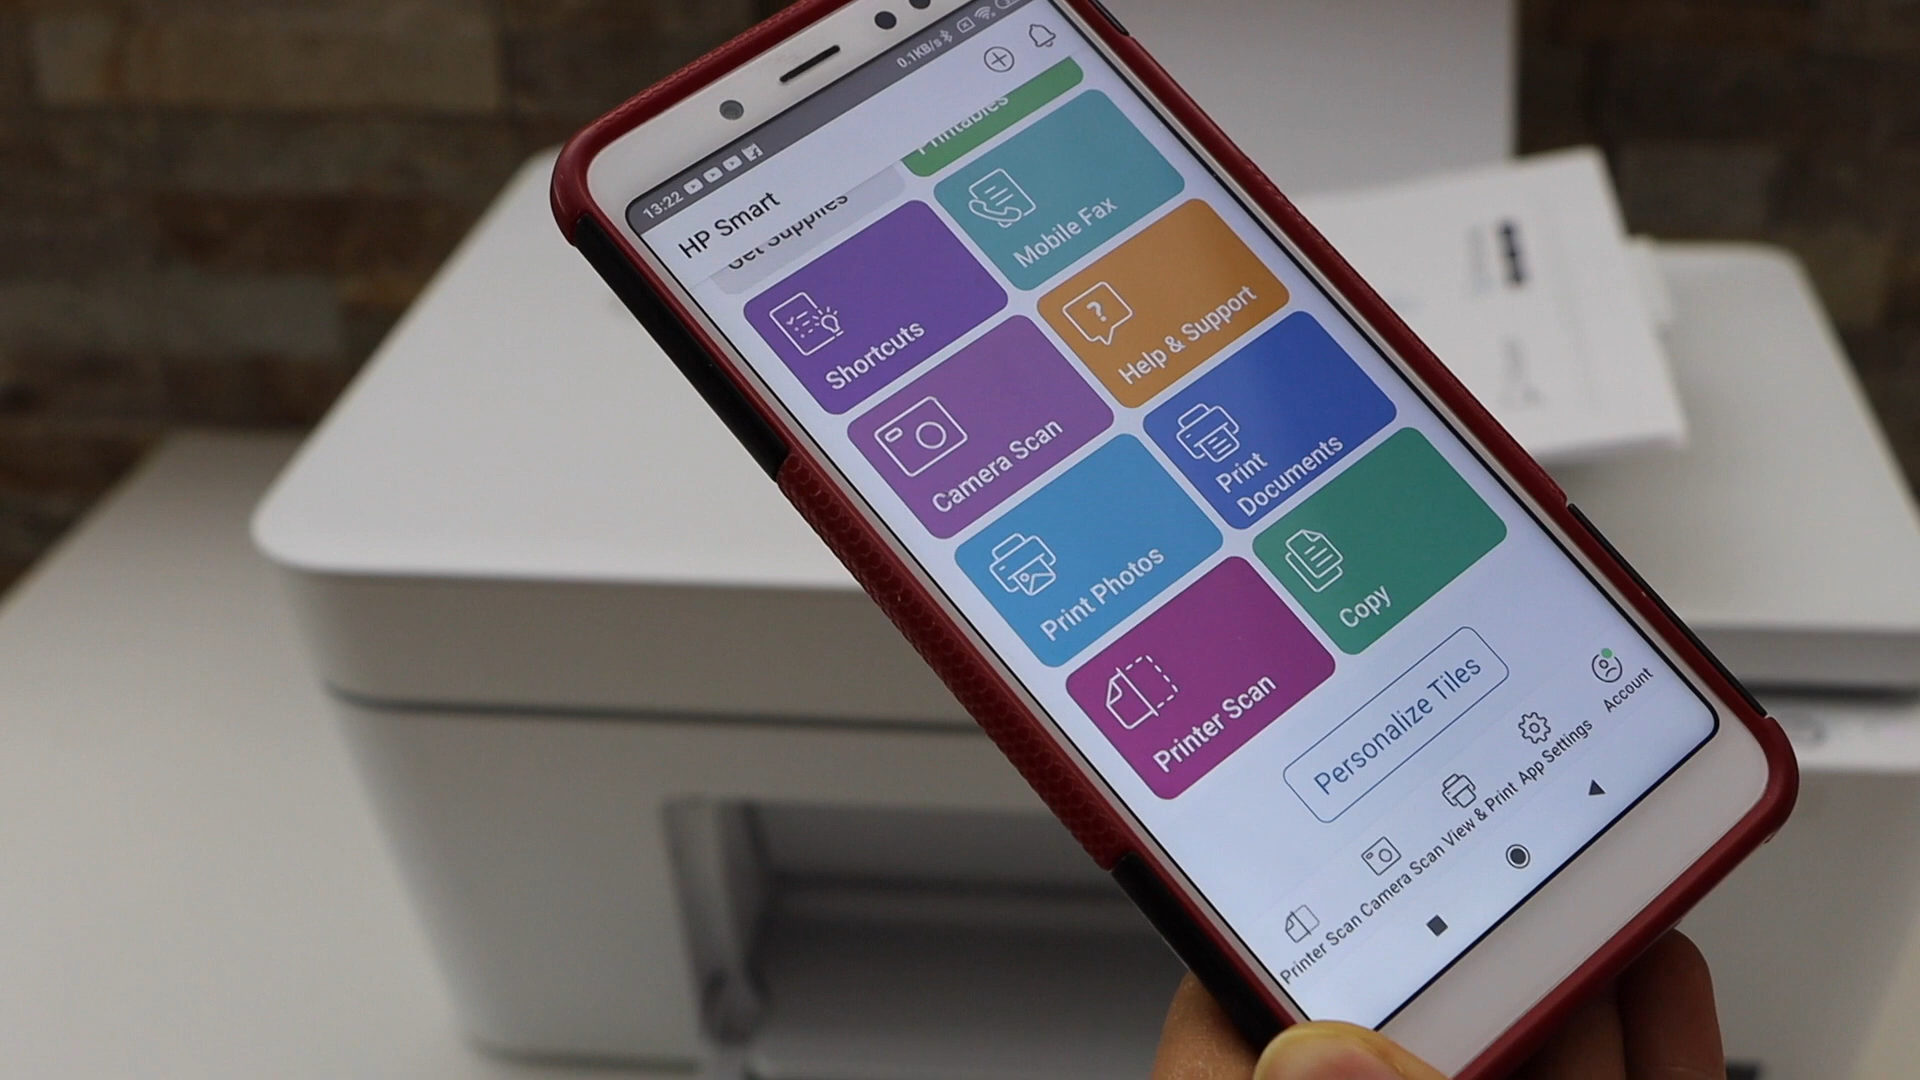 13:22
0.1KB/s
HP Smart
Get Supplies
Printables
Shortcuts
Mobile Fax
Camera Scan
Help & Support
Print Photos
Print
Documents
Printer Scan
Copy
Personalize Tiles
Printer Scan
Camera Scan
View & Print
App Settings
Account